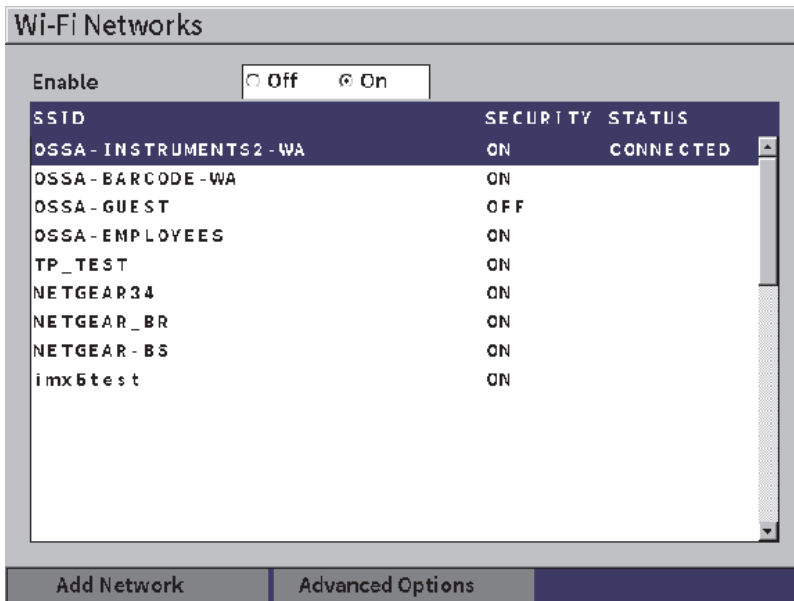 Wi-Fi Networks
Enable Off On
SSID SECURITY STATUS
OSSA-INSTRUMENTS2-WA ON CONNECTED
OSSA-BARCODE-WA ON
OSSA-GUEST OFF
OSSA-EMPLOYEES ON
TP_TEST ON
NETGEAR34 ON
NETGEAR_BR ON
NETGEAR-BS ON
imx6test ON
Add Network Advanced Options